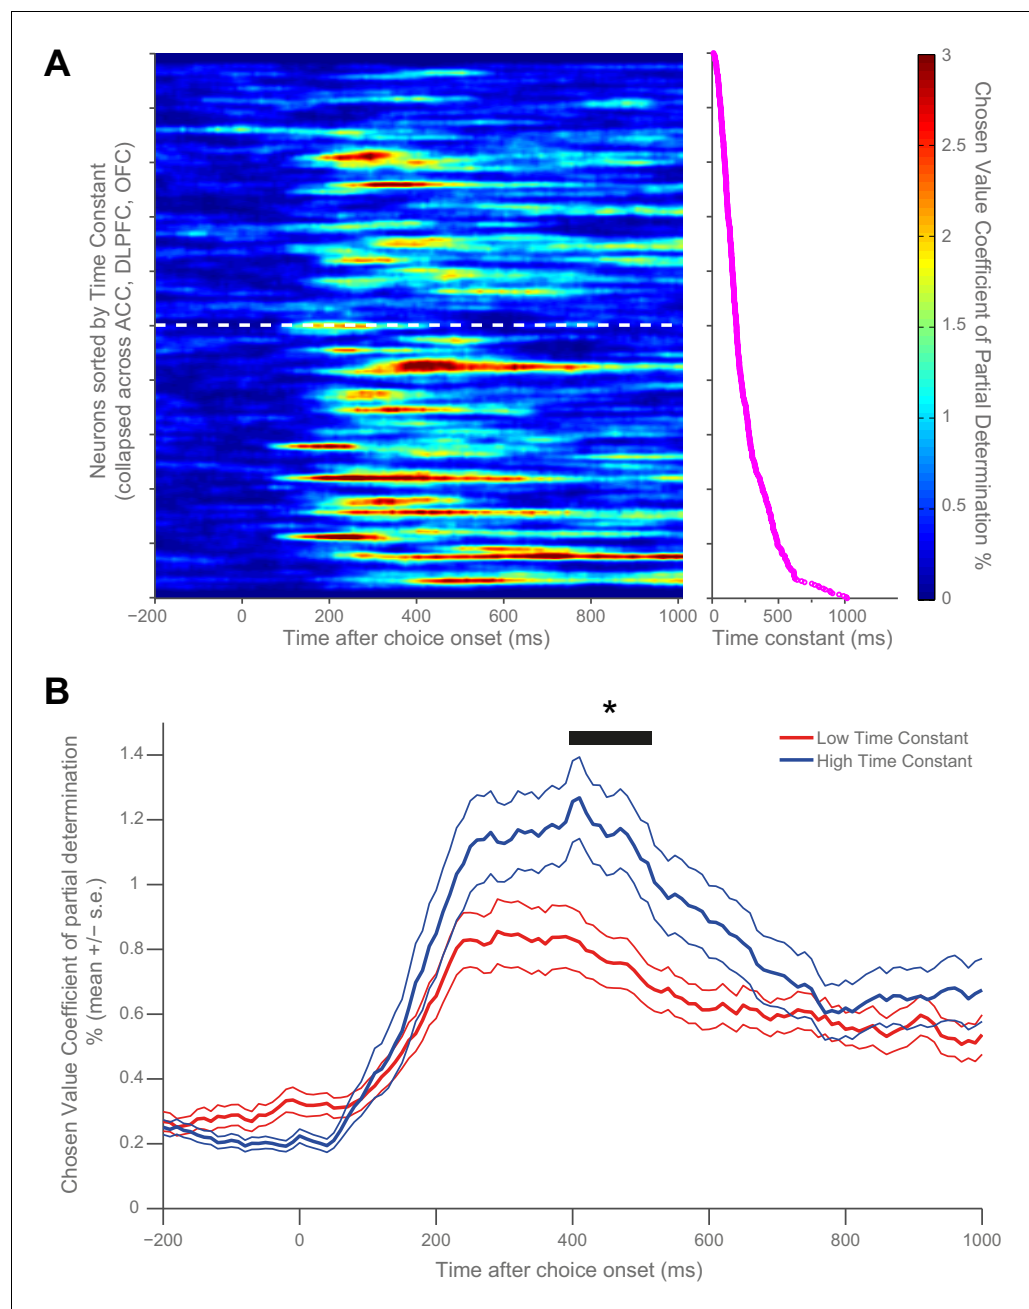 A
Neurons sorted by Time Constant
(collapsed across ACC, DLPFC, OFC)
−200
0
200
400
600
800
1000
Time after choice onset (ms)
0
500
1000
Time constant (ms)
3
2.5
2
1.5
1
0.5
0
Chosen Value Coefficient of Partial Determination %
B
*
Low Time Constant
High Time Constant
Chosen Value Coefficient of partial determination
% (mean +/− s.e.)
1.4
1.2
1
0.8
0.6
0.4
0.2
0
−200
0
200
400
600
800
1000
Time after choice onset (ms)